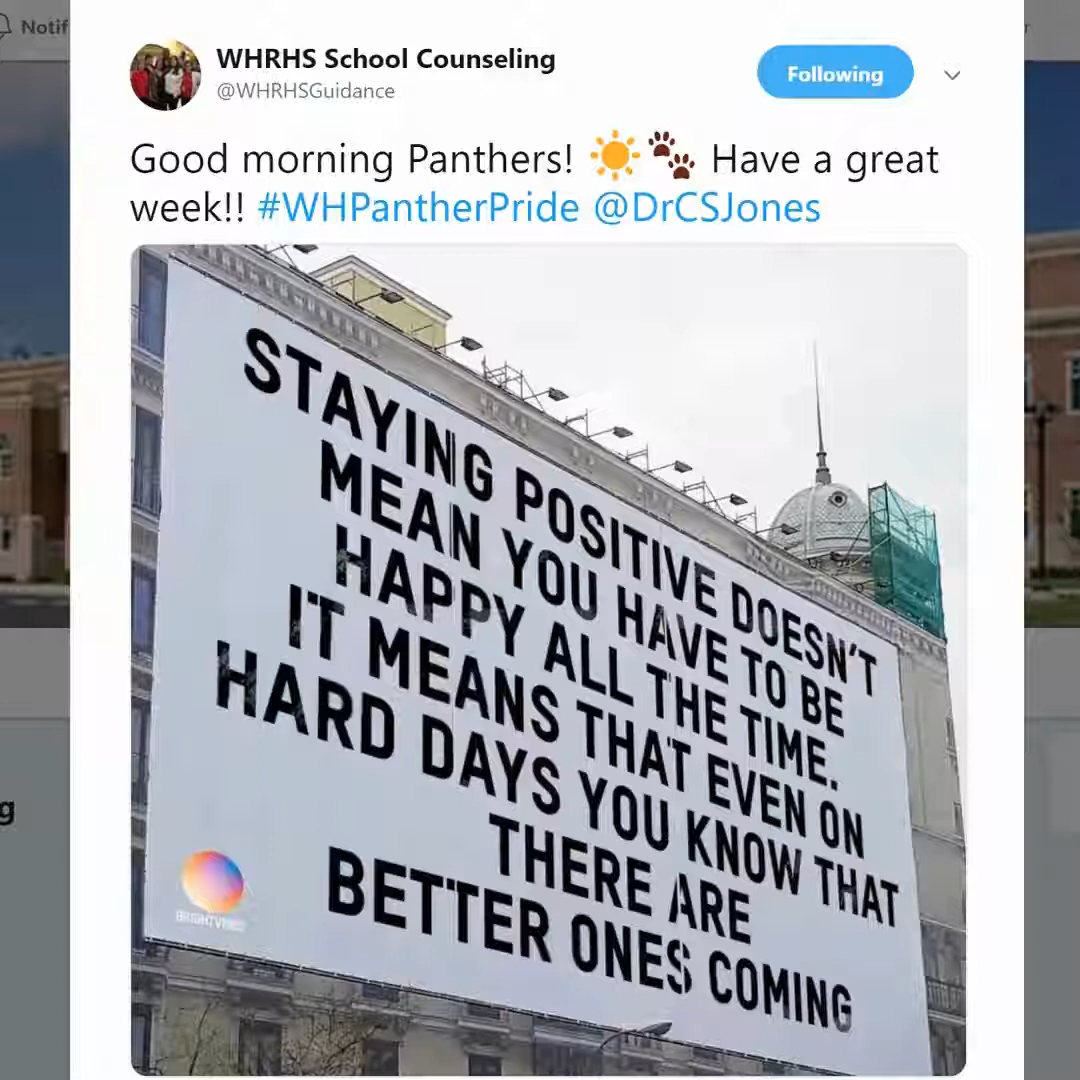 Notif
WHRHS School Counseling
@WHRHSGuidance
Following
Good morning Panthers! ☀️🐾 Have a great
week!! #WHPantherPride @DrCSJones
STAYING POSITIVE DOESN'T
MEAN YOU HAVE TO BE
HAPPY ALL THE TIME.
IT MEANS THAT EVEN ON
HARD DAYS YOU KNOW THAT
THERE ARE
BETTER ONES COMING
g